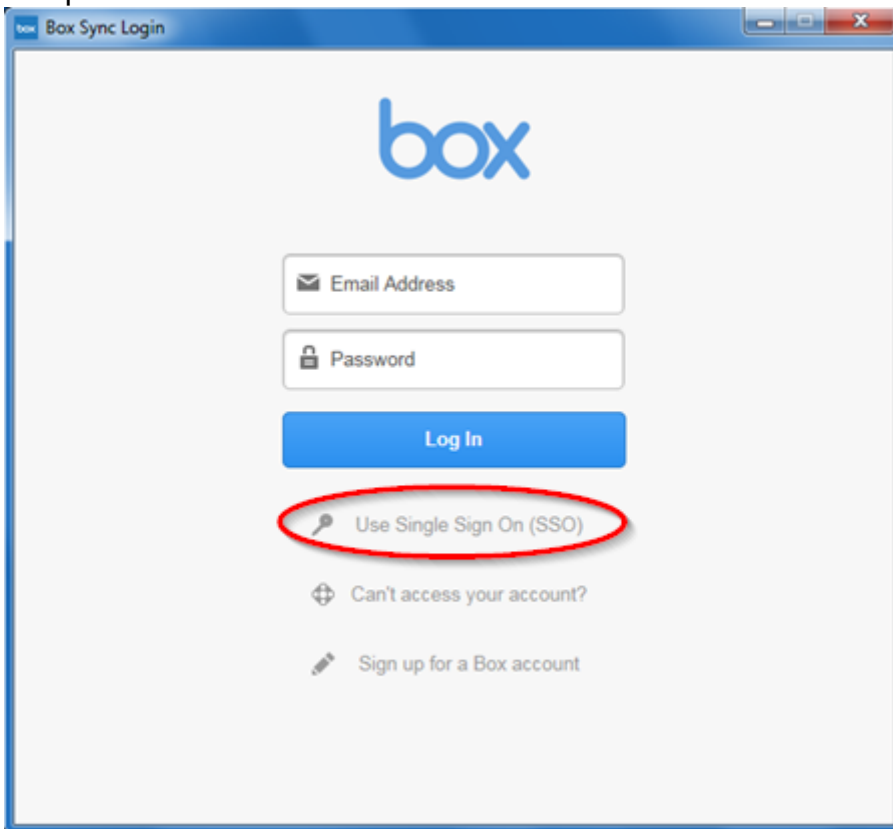 box Box Sync Login
box
Email Address
Password
Log In
Use Single Sign On (SSO)
Can't access your account?
Sign up for a Box account